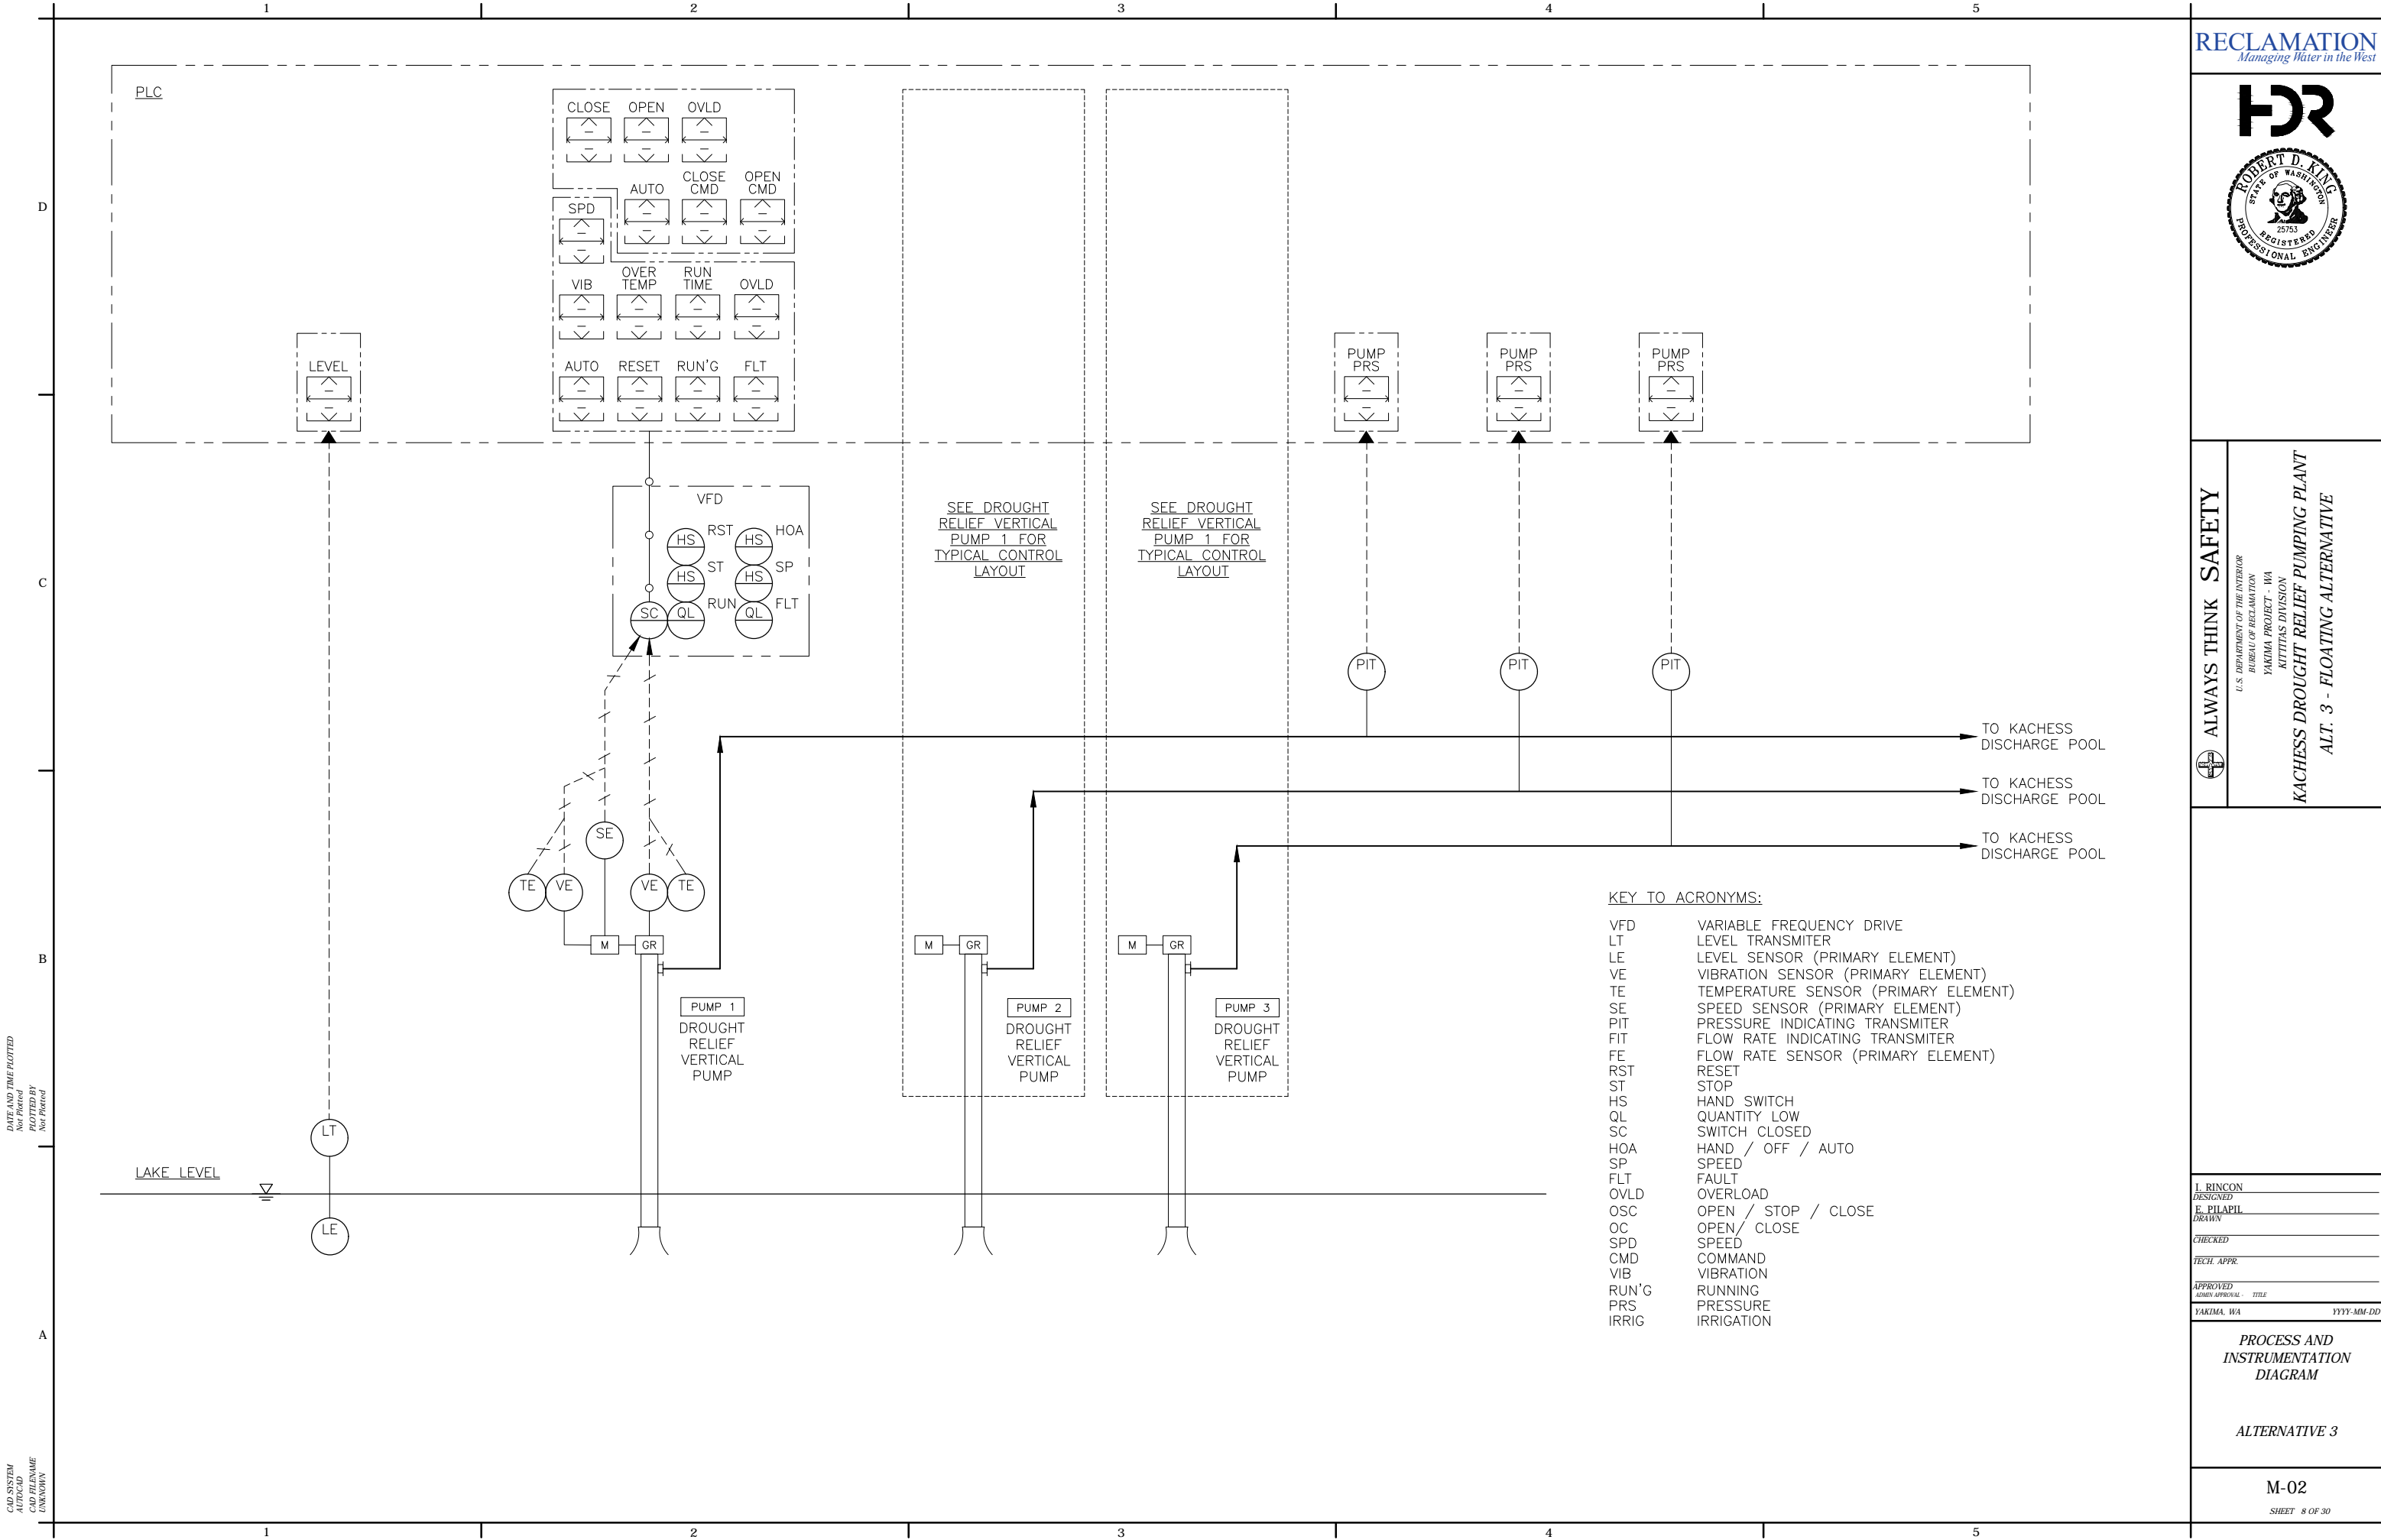 1 2 3 4 5
RECLAMATION
Managing Water in the West
HDR
ROBERT D. KING
STATE OF WASHINGTON
25753
REGISTERED
PROFESSIONAL ENGINEER
D
C
B
A
PLC
CLOSE OPEN OVLD
AUTO CLOSE CMD OPEN CMD
SPD
VIB OVER TEMP RUN TIME OVLD
AUTO RESET RUN'G FLT
LEVEL
PUMP PRS
PUMP PRS
PUMP PRS
VFD
HS RST HS HOA
HS ST HS SP
SC QL RUN QL FLT
SEE DROUGHT
RELIEF VERTICAL
PUMP 1 FOR
TYPICAL CONTROL
LAYOUT
SEE DROUGHT
RELIEF VERTICAL
PUMP 1 FOR
TYPICAL CONTROL
LAYOUT
PIT PIT PIT
TO KACHESS
DISCHARGE POOL
TO KACHESS
DISCHARGE POOL
TO KACHESS
DISCHARGE POOL
SE
TE VE VE TE
M GR M GR M GR
PUMP 1
DROUGHT
RELIEF
VERTICAL
PUMP
PUMP 2
DROUGHT
RELIEF
VERTICAL
PUMP
PUMP 3
DROUGHT
RELIEF
VERTICAL
PUMP
LT
LAKE LEVEL
LE
KEY TO ACRONYMS:
VFD VARIABLE FREQUENCY DRIVE
LT LEVEL TRANSMITER
LE LEVEL SENSOR (PRIMARY ELEMENT)
VE VIBRATION SENSOR (PRIMARY ELEMENT)
TE TEMPERATURE SENSOR (PRIMARY ELEMENT)
SE SPEED SENSOR (PRIMARY ELEMENT)
PIT PRESSURE INDICATING TRANSMITER
FIT FLOW RATE INDICATING TRANSMITER
FE FLOW RATE SENSOR (PRIMARY ELEMENT)
RST RESET
ST STOP
HS HAND SWITCH
QL QUANTITY LOW
SC SWITCH CLOSED
HOA HAND / OFF / AUTO
SP SPEED
FLT FAULT
OVLD OVERLOAD
OSC OPEN / STOP / CLOSE
OC OPEN/ CLOSE
SPD SPEED
CMD COMMAND
VIB VIBRATION
RUN'G RUNNING
PRS PRESSURE
IRRIG IRRIGATION
ALWAYS THINK SAFETY
U.S. DEPARTMENT OF THE INTERIOR
BUREAU OF RECLAMATION
YAKIMA PROJECT - WA
KITTITAS DIVISION
KACHESS DROUGHT RELIEF PUMPING PLANT
ALT. 3 - FLOATING ALTERNATIVE
I. RINCON
DESIGNED
E. PILAPIL
DRAWN
CHECKED
TECH. APPR.
APPROVED
ADMIN APPROVAL - TITLE
YAKIMA, WA YYYY-MM-DD
PROCESS AND
INSTRUMENTATION
DIAGRAM
ALTERNATIVE 3
M-02
SHEET 8 OF 30
DATE AND TIME PLOTTED
Not Plotted
PLOTTED BY
Not Plotted
CAD SYSTEM
AUTOCAD
CAD FILENAME
UNKNOWN
1 2 3 4 5